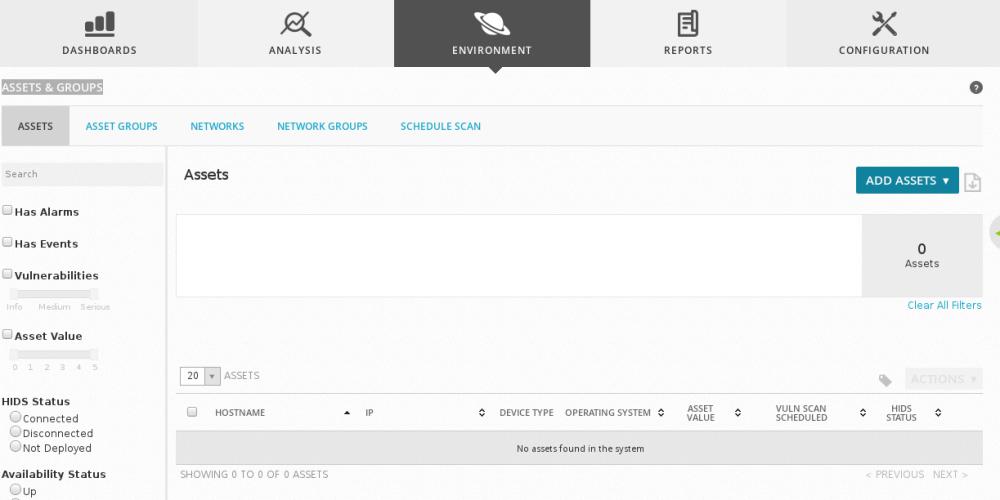 DASHBOARDS
ANALYSIS
ENVIRONMENT
REPORTS
CONFIGURATION
ASSETS & GROUPS
?
ASSETS
ASSET GROUPS
NETWORKS
NETWORK GROUPS
SCHEDULE SCAN
Search
Has Alarms
Has Events
Vulnerabilities
Info Medium Serious
Asset Value
0 1 2 3 4 5
HIDS Status
Connected
Disconnected
Not Deployed
Availability Status
Up
Assets
ADD ASSETS
0
Assets
Clear All Filters
20 ASSETS
ACTIONS
HOSTNAME
IP
DEVICE TYPE
OPERATING SYSTEM
ASSET
VALUE
VULN SCAN
SCHEDULED
HIDS
STATUS
No assets found in the system
SHOWING 0 TO 0 OF 0 ASSETS
< PREVIOUS NEXT >